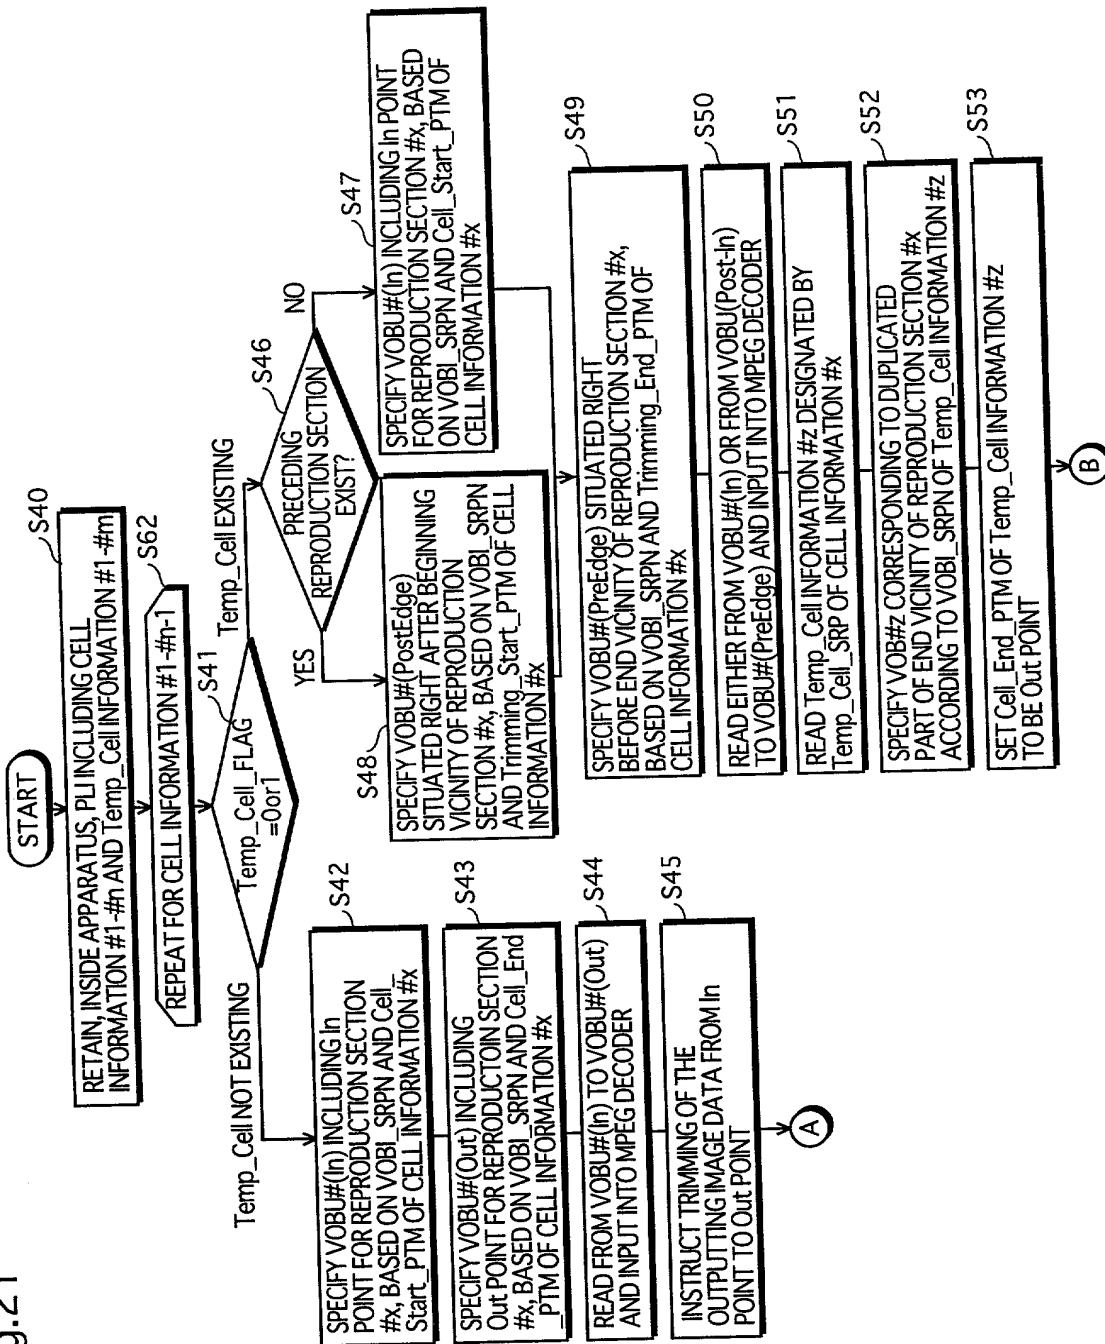 Fig.21
START
S40
RETAIN, INSIDE APPARATUS, PLI INCLUDING CELL
INFORMATION #1-#n AND Temp_Cell INFORMATION #1-#m
S62
REPEAT FOR CELL INFORMATION #1-#n-1
S41
Temp_Cell_FLAG
=0or1
Temp_Cell NOT EXISTING
Temp_Cell EXISTING
S42
SPECIFY VOBU#(In) INCLUDING In
POINT FOR REPRODUCTION SECTION
#x, BASED ON VOBI_SRPN AND Cell_
Start_PTM OF CELL INFORMATION #x
S43
SPECIFY VOBU#(Out) INCLUDING
Out POINT FOR REPRODUCTOIN SECTION
#x, BASED ON VOBI_SRPN AND Cell_End
_PTM OF CELL INFORMATION #x
S44
READ FROM VOBU#(In) TO VOBU#(Out)
AND INPUT INTO MPEG DECODER
S45
INSTRUCT TRIMMING OF THE
OUTPUTTING IMAGE DATA FROM In
POINT TO Out POINT
A
S46
PRECEDING
REPRODUCTION SECTION
EXIST?
YES
NO
S48
SPECIFY VOBU#(PostEdge)
SITUATED RIGHT AFTER BEGINNING
VICINITY OF REPRODUCTION
SECTION #x, BASED ON VOBI_SRPN
AND Trimming_Start_PTM OF CELL
INFORMATION #x
S47
SPECIFY VOBU#(In) INCLUDING In POINT
FOR REPRODUCTION SECTION #x, BASED
ON VOBI_SRPN AND Cell_Start_PTM OF
CELL INFORMATION #x
S49
SPECIFY VOBU#(PreEdge) SITUATED RIGHT
BEFORE END VICINITY OF REPRODUCTION SECTION #x,
BASED ON VOBI_SRPN AND Trimming_End_PTM OF
CELL INFORMATION #x
S50
READ EITHER FROM VOBU#(In) OR FROM VOBU(Post-In)
TO VOBU#(PreEdge) AND INPUT INTO MPEG DECODER
S51
READ Temp_Cell INFORMATION #z DESIGNATED BY
Temp_Cell_SRP OF CELL INFORMATION #x
S52
SPECIFY VOB#z CORRESPONDING TO DUPLICATED
PART OF END VICINITY OF REPRODUCTION SECTION #x
ACCORDING TO VOBI_SRPN OF Temp_Cell INFORMATION #z
S53
SET Cell_End_PTM OF Temp_Cell INFORMATION #z
TO BE Out POINT
B